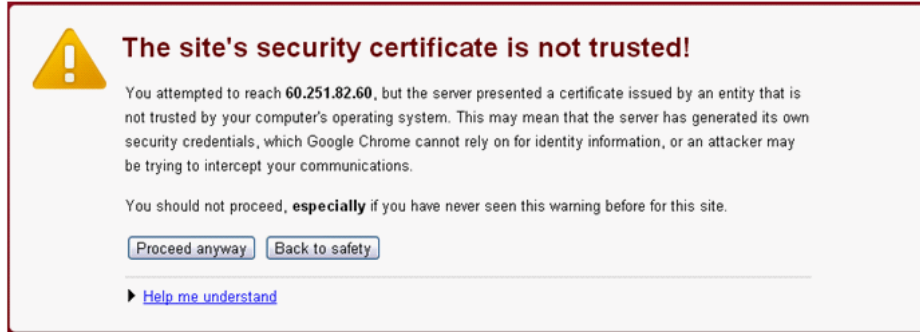 The site's security certificate is not trusted!
You attempted to reach 60.251.82.60, but the server presented a certificate issued by an entity that is
not trusted by your computer's operating system. This may mean that the server has generated its own
security credentials, which Google Chrome cannot rely on for identity information, or an attacker may
be trying to intercept your communications.
You should not proceed, especially if you have never seen this warning before for this site.
Proceed anyway Back to safety
Help me understand